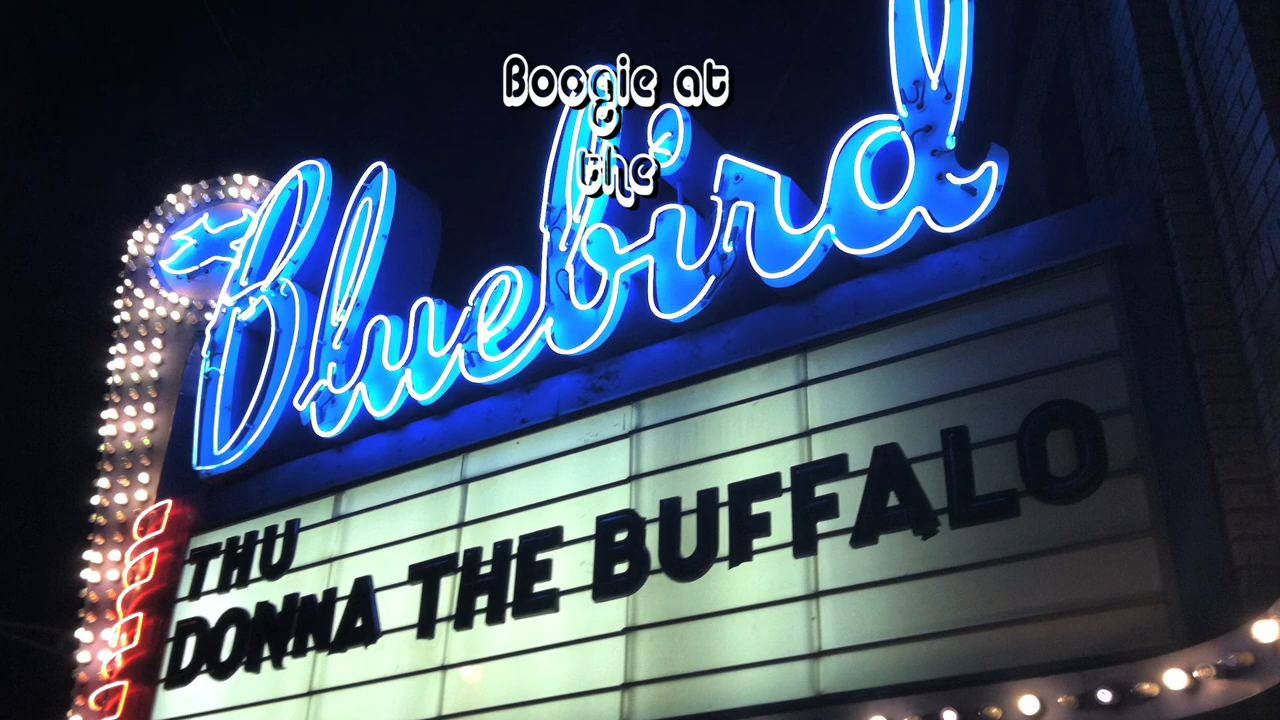 Boogie at
the
Bluebird
THU
DONNA THE BUFFALO